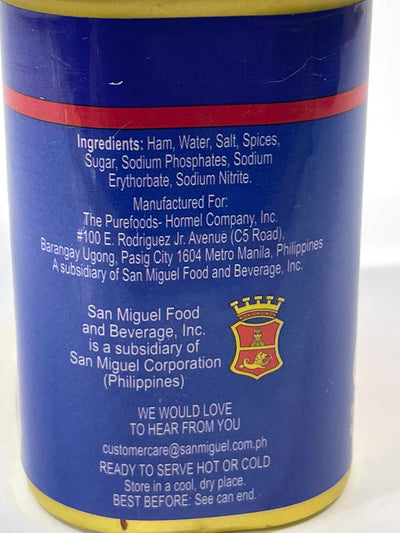 Ingredients: Ham, Water, Salt, Spices,
Sugar, Sodium Phosphates, Sodium
Erythorbate, Sodium Nitrite.
Manufactured For:
The Purefoods- Hormel Company, Inc.
#100 E. Rodriguez Jr. Avenue (C5 Road),
Barangay Ugong, Pasig City 1604 Metro Manila, Philippines
A subsidiary of San Miguel Food and Beverage, Inc.
San Miguel Food
and Beverage, Inc.
is a subsidiary of
San Miguel Corporation
(Philippines)
WE WOULD LOVE
TO HEAR FROM YOU
customercare@sanmiguel.com.ph
READY TO SERVE HOT OR COLD
Store in a cool, dry place.
BEST BEFORE: See can end.